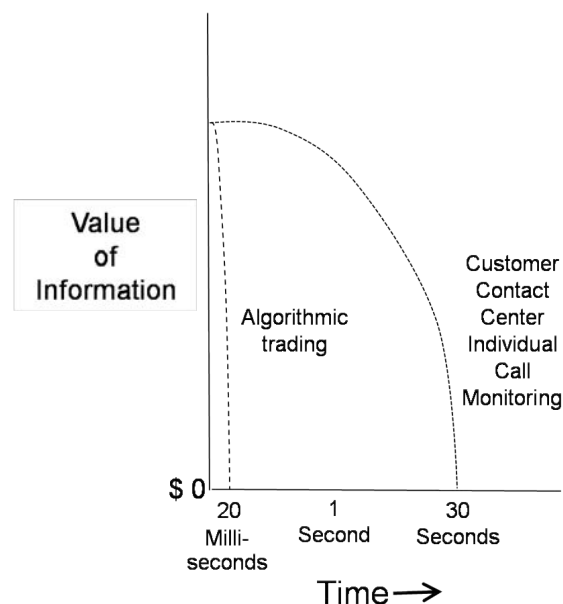 Value
of
Information
Algorithmic
trading
Customer
Contact
Center
Individual
Call
Monitoring
$ 0
20
Milli-
seconds
1
Second
30
Seconds
Time